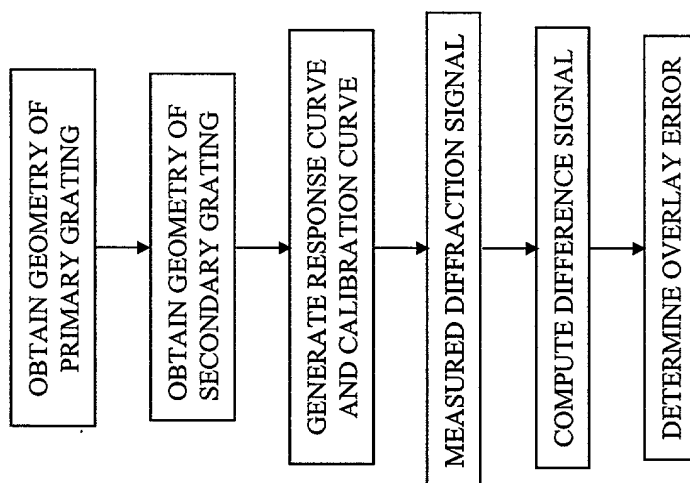 OBTAIN GEOMETRY OF
PRIMARY GRATING
OBTAIN GEOMETRY OF
SECONDARY GRATING
GENERATE RESPONSE CURVE
AND CALIBRATION CURVE
MEASURED DIFFRACTION SIGNAL
COMPUTE DIFFERENCE SIGNAL
DETERMINE OVERLAY ERROR